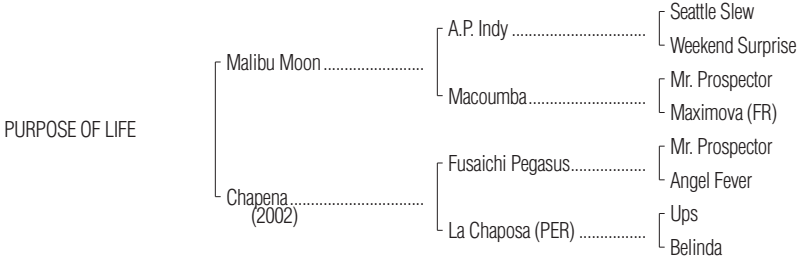 Seattle Slew
A.P. Indy ................................
Weekend Surprise
Malibu Moon ........................
Mr. Prospector
Macoumba............................
Maximova (FR)
PURPOSE OF LIFE
Mr. Prospector
Fusaichi Pegasus..................
Angel Fever
Chapena ................................
(2002)
Ups
La Chaposa (PER) ................
Belinda